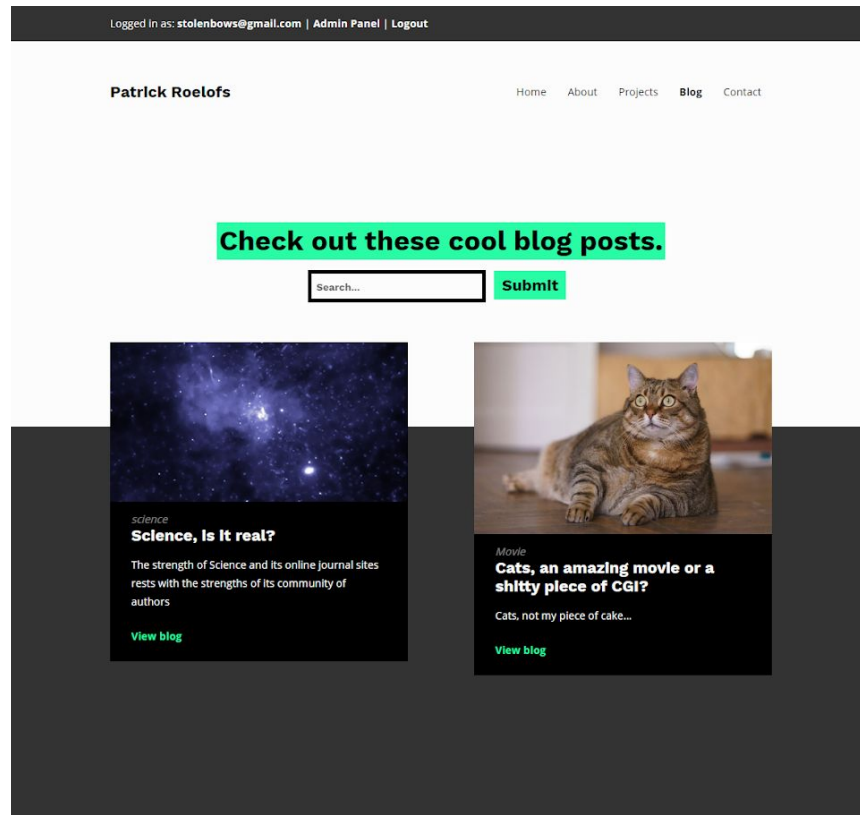 Logged in as: stolenbows@gmail.com | Admin Panel | Logout
Patrick Roelofs
Home About Projects Blog Contact
Check out these cool blog posts.
Search...
Submit
science
Science, is it real?
The strength of Science and its online journal sites
rests with the strengths of its community of
authors
View blog
Movie
Cats, an amazing movie or a
shitty piece of CGI?
Cats, not my piece of cake...
View blog